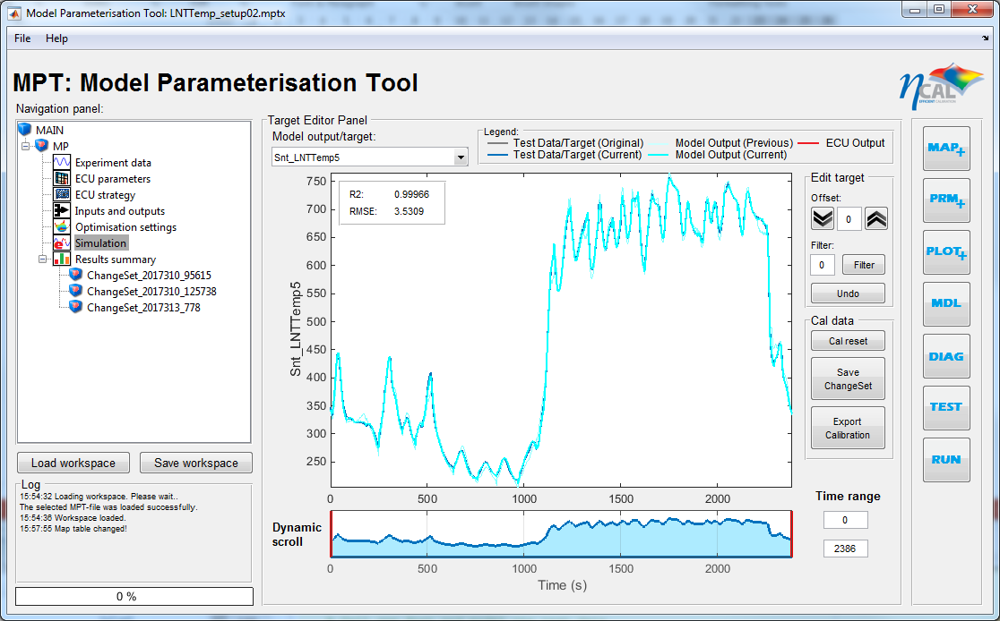 Model Parameterisation Tool: LNTTemp_setup02.mptx
File Help
MPT: Model Parameterisation Tool
nCAL
EFFICIENT CALIBRATION
Navigation panel:
MAIN
MP
Experiment data
ECU parameters
ECU strategy
Inputs and outputs
Optimisation settings
Simulation
Results summary
ChangeSet_2017310_95615
ChangeSet_2017310_125738
ChangeSet_2017313_778
Load workspace Save workspace
Log
15:54:32 Loading workspace. Please wait..
The selected MPT-file was loaded successfully.
15:54:36 Workspace loaded.
15:57:55 Map table changed!
0 %
Target Editor Panel
Model output/target:
Snt_LNTTemp5
Legend:
Test Data/Target (Original) Model Output (Previous) ECU Output
Test Data/Target (Current) Model Output (Current)
R2: 0.99966
RMSE: 3.5309
750
700
650
600
550
500
450
400
350
300
250
Snt_LNTTemp5
0 500 1000 1500 2000
Dynamic
scroll
0 500 1000 1500 2000
Time (s)
Edit target
Offset:
0
Filter:
0 Filter
Undo
Cal data
Cal reset
Save
ChangeSet
Export
Calibration
Time range
0
2386
MAP+
PRM+
PLOT+
MDL
DIAG
TEST
RUN